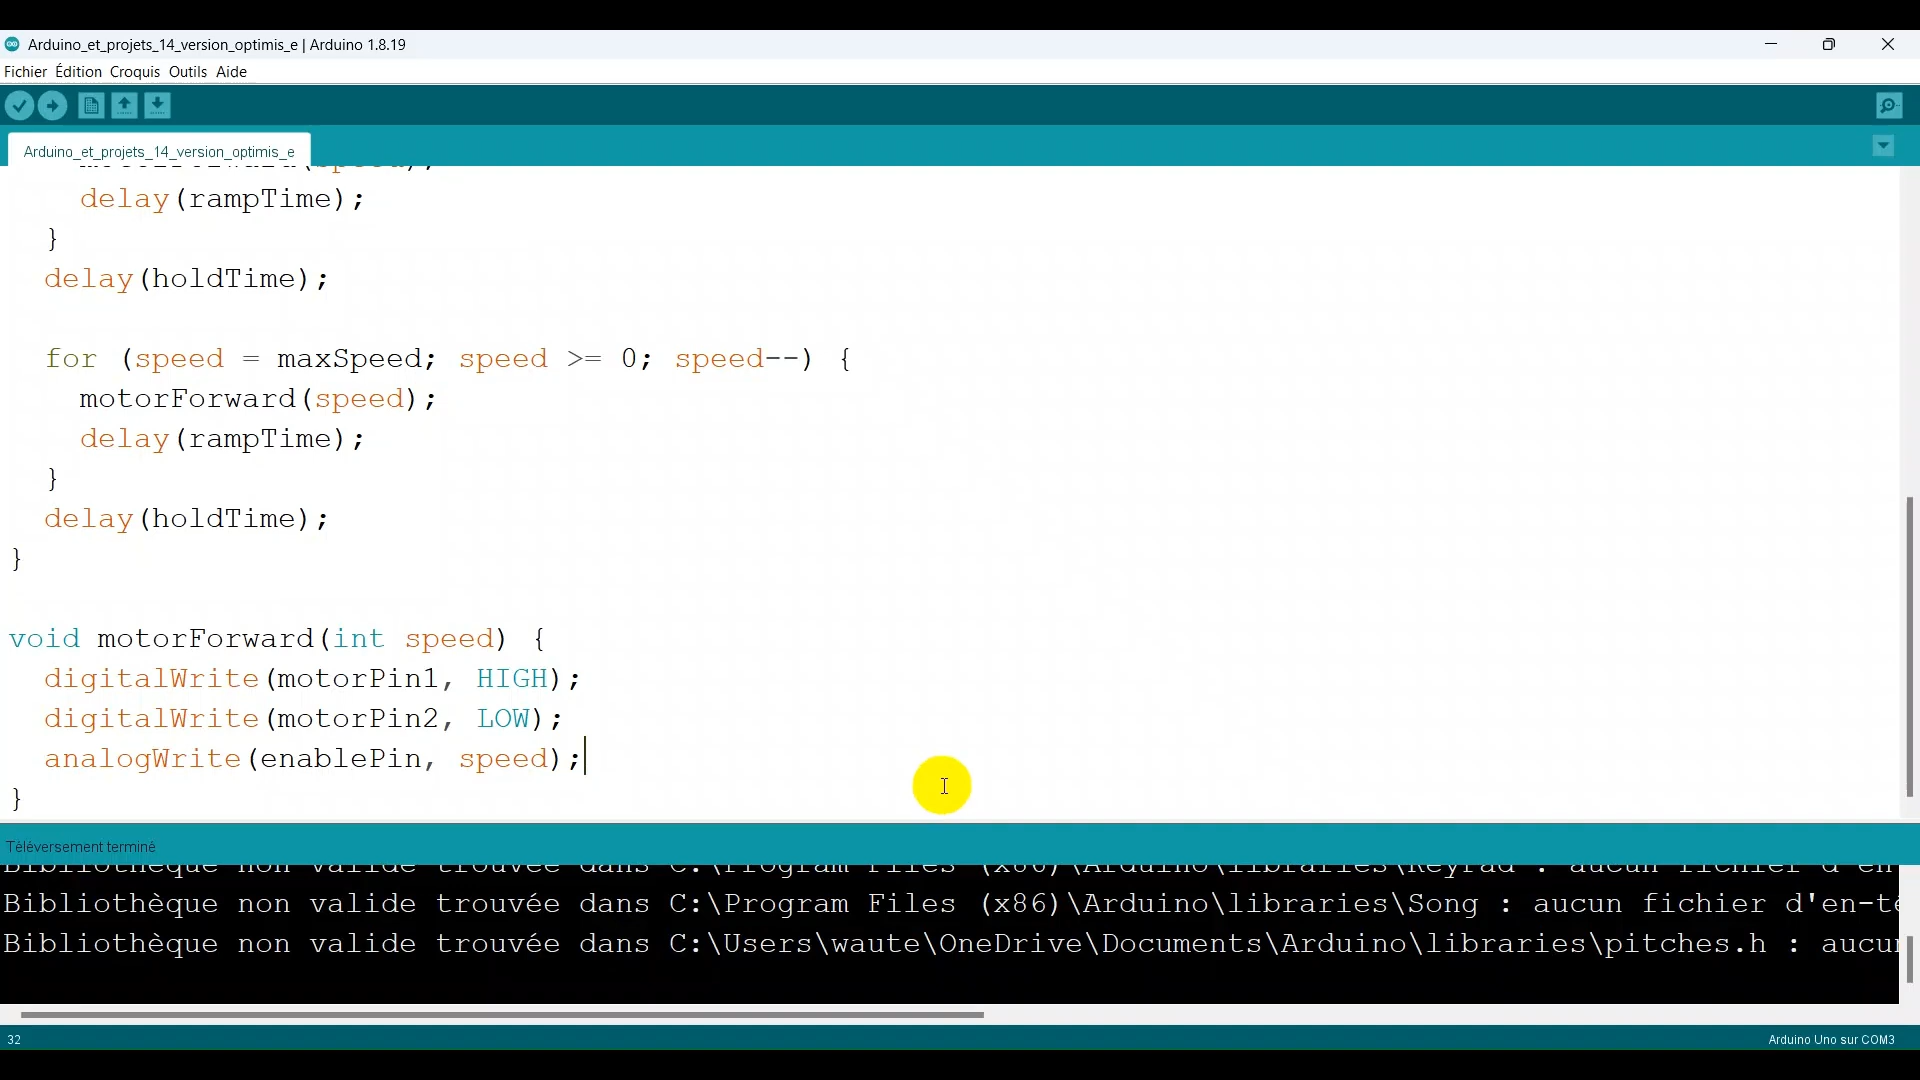 Arduino_et_projets_14_version_optimis_e | Arduino 1.8.19
Fichier Édition Croquis Outils Aide
Arduino_et_projets_14_version_optimis_e
delay(rampTime);
}
delay(holdTime);
for (speed = maxSpeed; speed >= 0; speed--) {
motorForward(speed);
delay(rampTime);
}
delay(holdTime);
}
void motorForward(int speed) {
digitalWrite(motorPin1, HIGH);
digitalWrite(motorPin2, LOW);
analogWrite(enablePin, speed);
}
Téléversement terminé
Bibliothèque non valide trouvée dans C:\Program Files (x86)\Arduino\libraries\Song : aucun fichier d'en-tê
Bibliothèque non valide trouvée dans C:\Users\waute\OneDrive\Documents\Arduino\libraries\pitches.h : aucun
32
Arduino Uno sur COM3